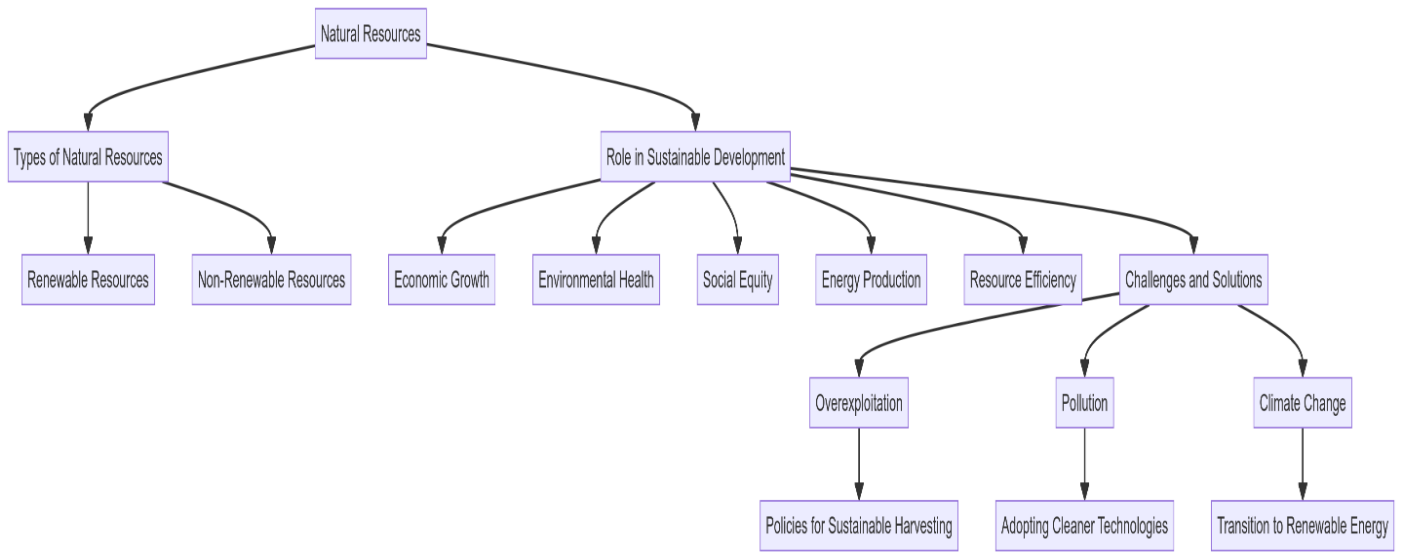 Natural Resources
Types of Natural Resources
Role in Sustainable Development
Renewable Resources
Non-Renewable Resources
Economic Growth
Environmental Health
Social Equity
Energy Production
Resource Efficiency
Challenges and Solutions
Overexploitation
Pollution
Climate Change
Policies for Sustainable Harvesting
Adopting Cleaner Technologies
Transition to Renewable Energy